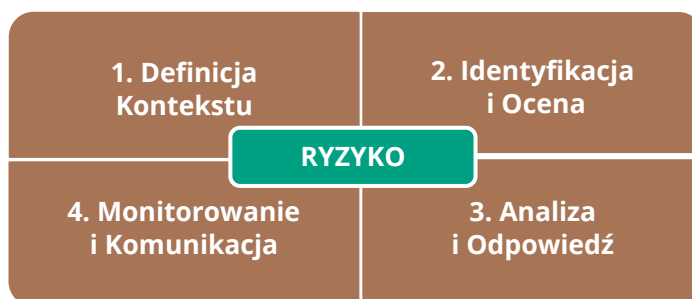 1. Definicja
Kontekstu
2. Identyfikacja
i Ocena
RYZYKO
4. Monitorowanie
i Komunikacja
3. Analiza
i Odpowiedź